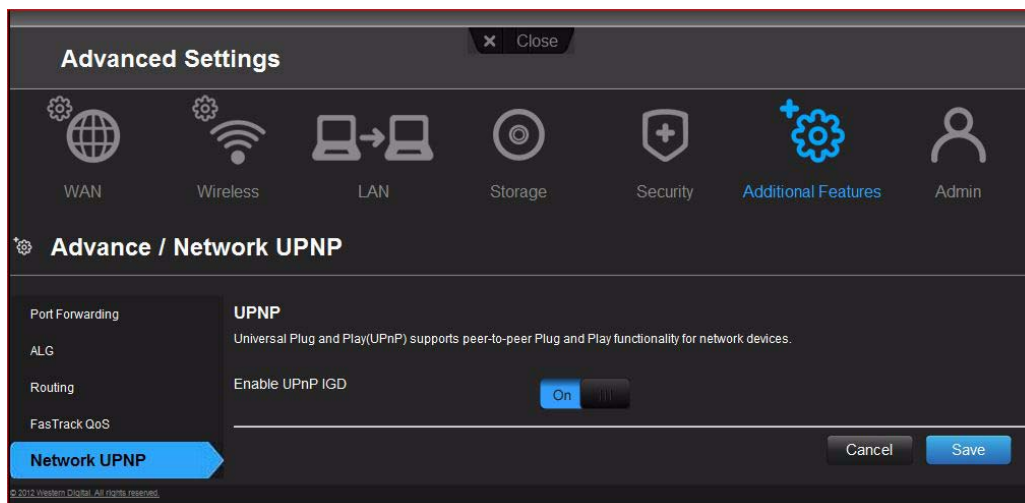 Close
Advanced Settings
WAN
Wireless
LAN
Storage
Security
Additional Features
Admin
Advance / Network UPNP
Port Forwarding
ALG
Routing
FasTrack QoS
Network UPNP
UPNP
Universal Plug and Play(UPnP) supports peer-to-peer Plug and Play functionality for network devices.
Enable UPnP IGD
On
Cancel
Save
© 2012 Western Digital. All rights reserved.